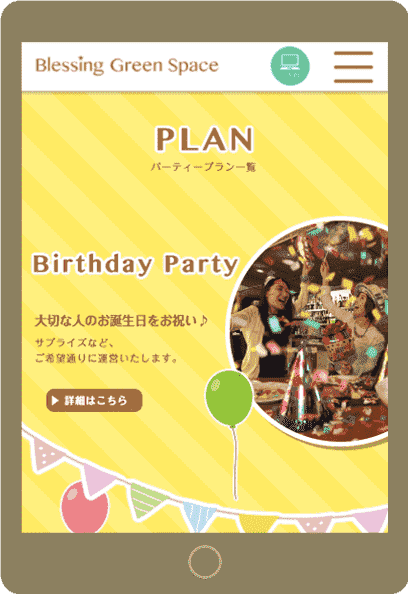 Blessing Green Space
PLAN
パーティープラン一覧
Birthday Party
大切な人のお誕生日をお祝い♪
サプライズなど、
ご希望通りに運営いたします。
▶ 詳細はこちら